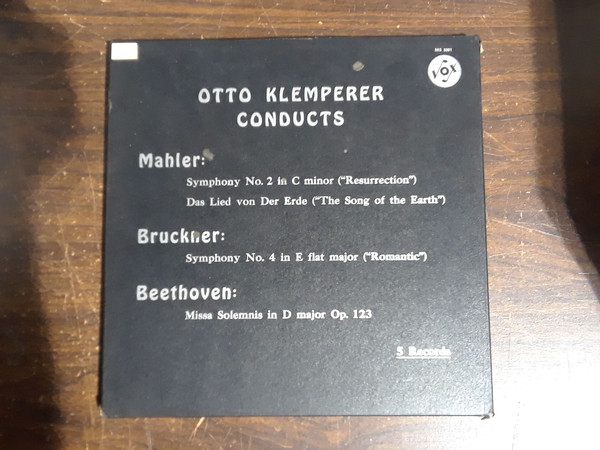 VOX
OTTO KLEMPERER
CONDUCTS
Mahler:
Symphony No. 2 in C minor ("Resurrection")
Das Lied von Der Erde ("The Song of the Earth")
Bruckner:
Symphony No. 4 in E flat major ("Romantic")
Beethoven:
Missa Solemnis in D major Op. 123
5 Records